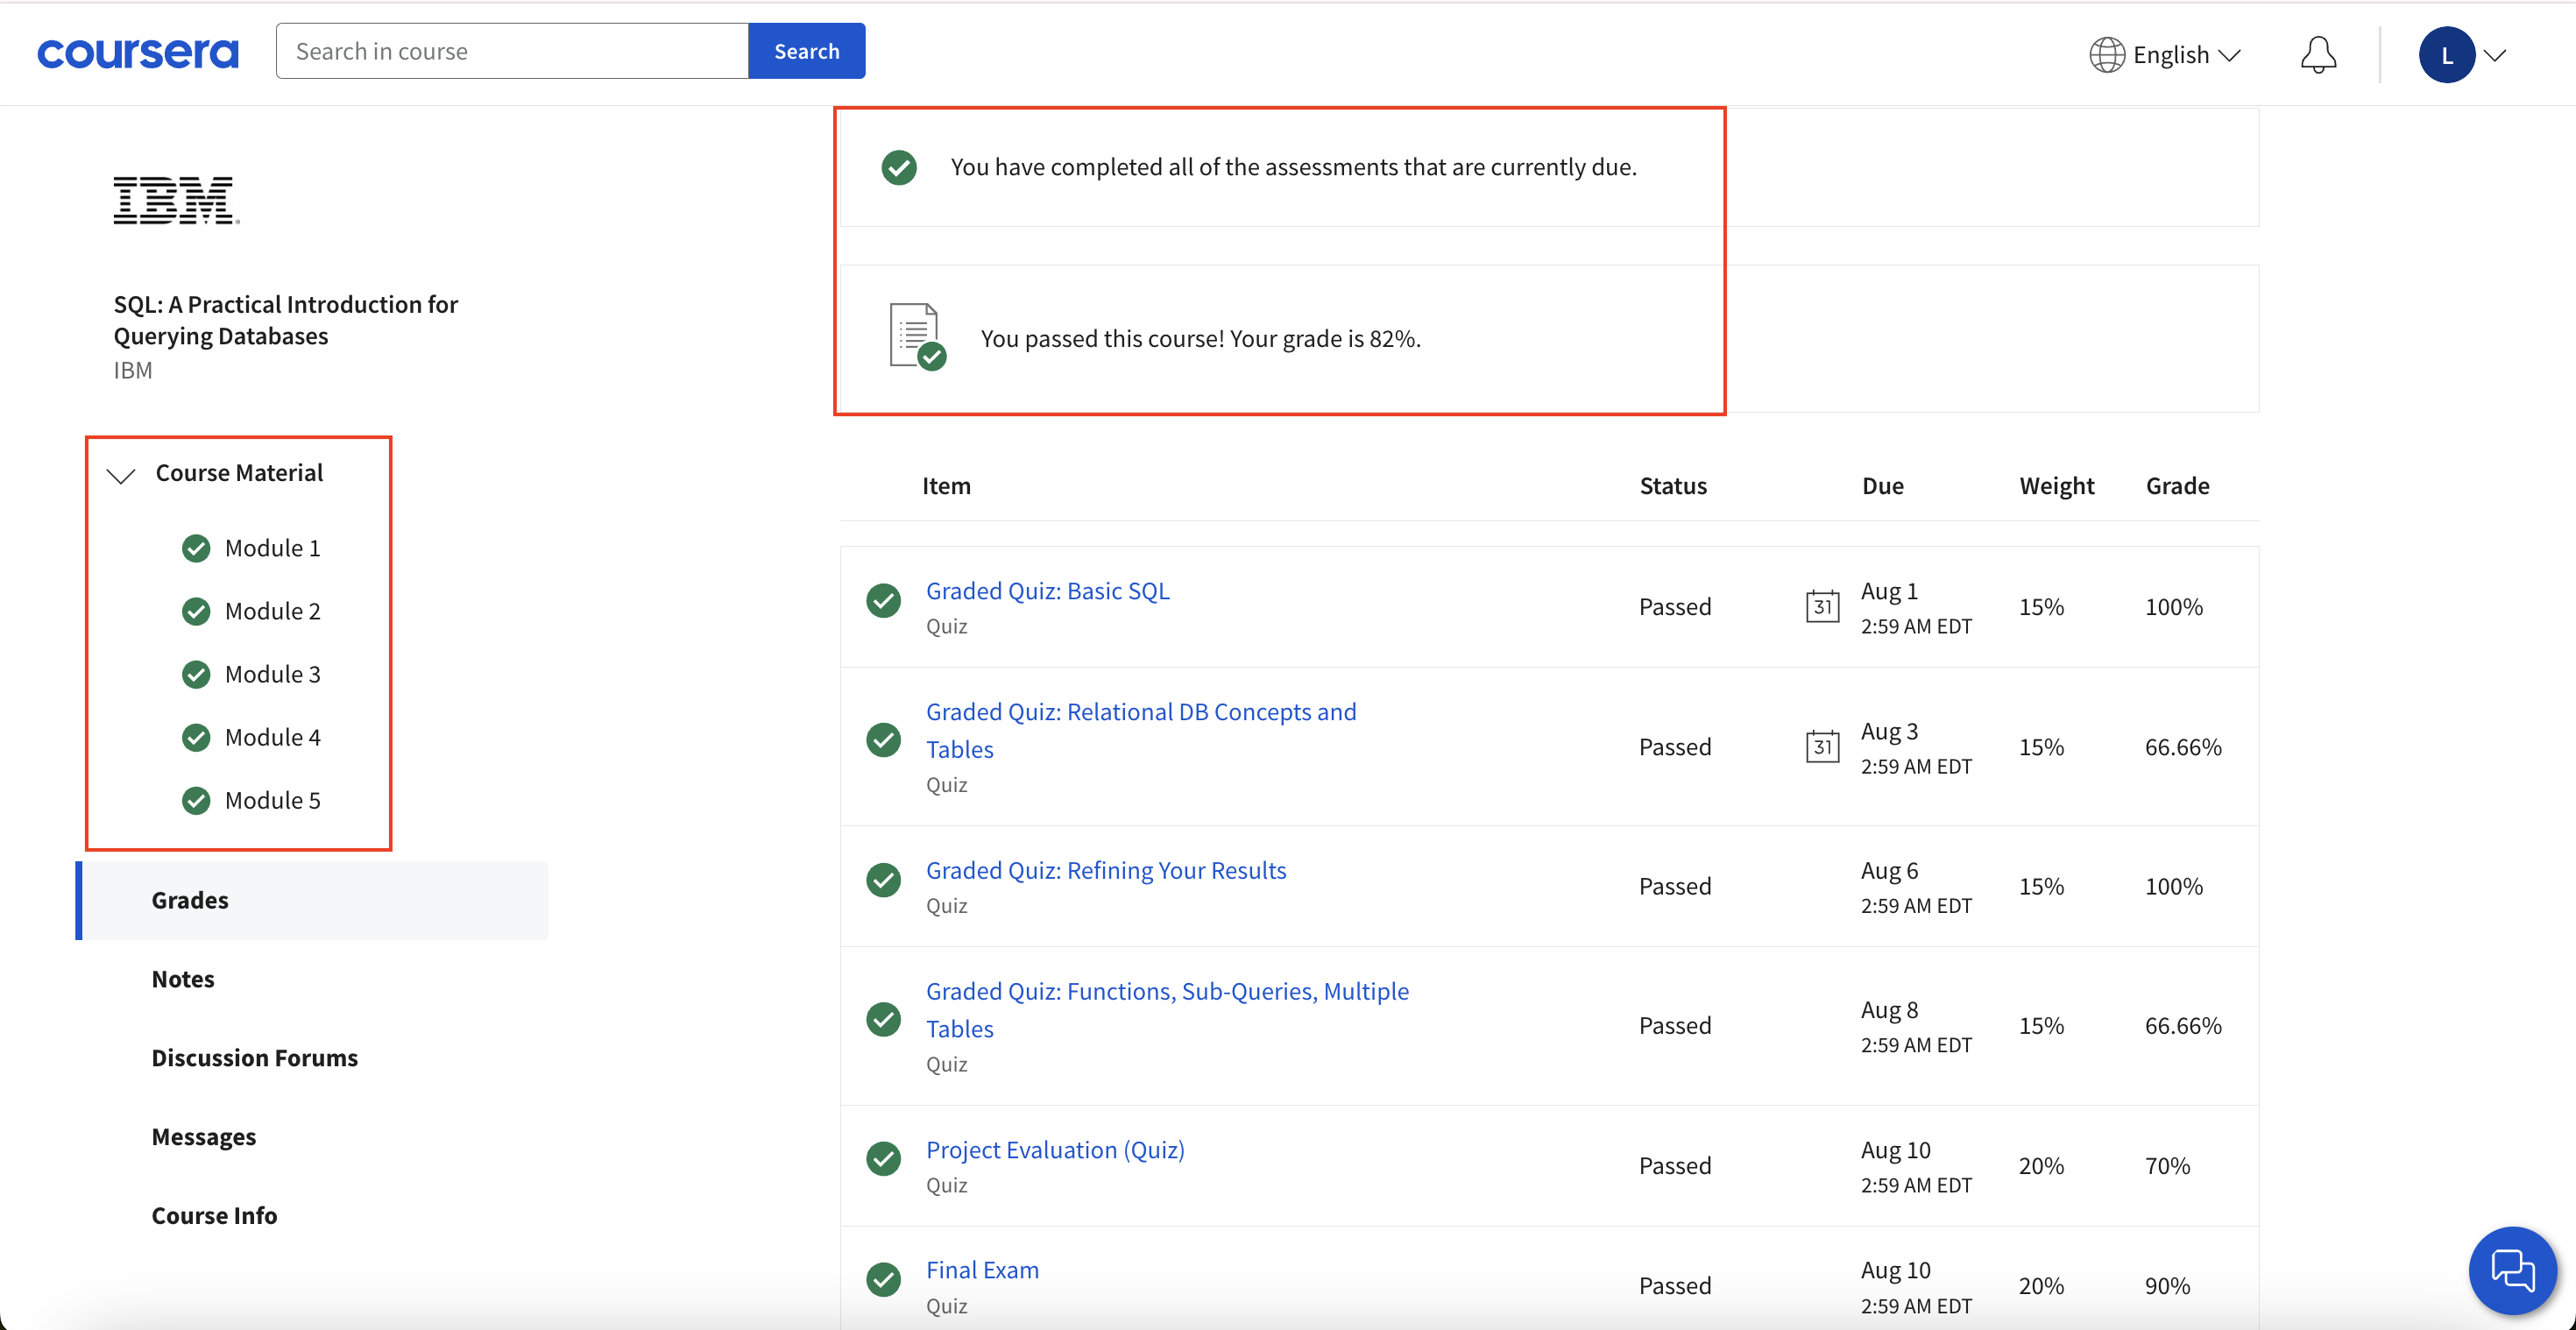 coursera
Search in course
Search
English
L
IBM
SQL: A Practical Introduction for
Querying Databases
IBM
Course Material
Module 1
Module 2
Module 3
Module 4
Module 5
Grades
Notes
Discussion Forums
Messages
Course Info
You have completed all of the assessments that are currently due.
You passed this course! Your grade is 82%.
Item Status Due Weight Grade
Graded Quiz: Basic SQL
Quiz
Passed
31
Aug 1
2:59 AM EDT
15%
100%
Graded Quiz: Relational DB Concepts and
Tables
Quiz
Passed
31
Aug 3
2:59 AM EDT
15%
66.66%
Graded Quiz: Refining Your Results
Quiz
Passed
Aug 6
2:59 AM EDT
15%
100%
Graded Quiz: Functions, Sub-Queries, Multiple
Tables
Quiz
Passed
Aug 8
2:59 AM EDT
15%
66.66%
Project Evaluation (Quiz)
Quiz
Passed
Aug 10
2:59 AM EDT
20%
70%
Final Exam
Quiz
Passed
Aug 10
2:59 AM EDT
20%
90%